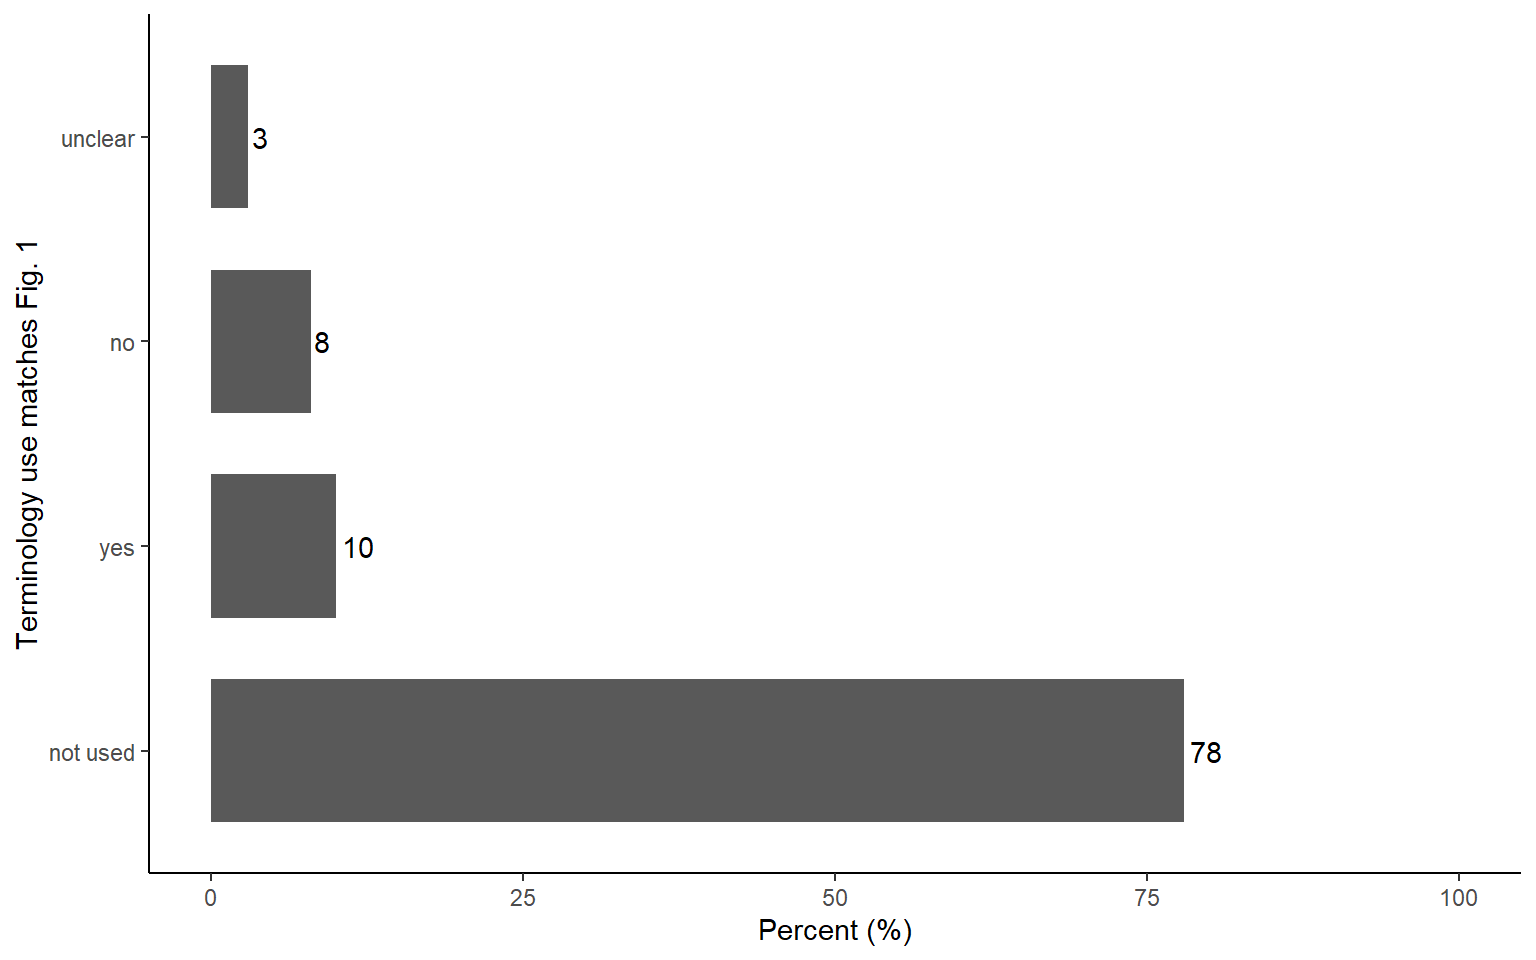 Terminology use matches Fig. 1
unclear
3
no
8
yes
10
not used
78
0 25 50 75 100
Percent (%)